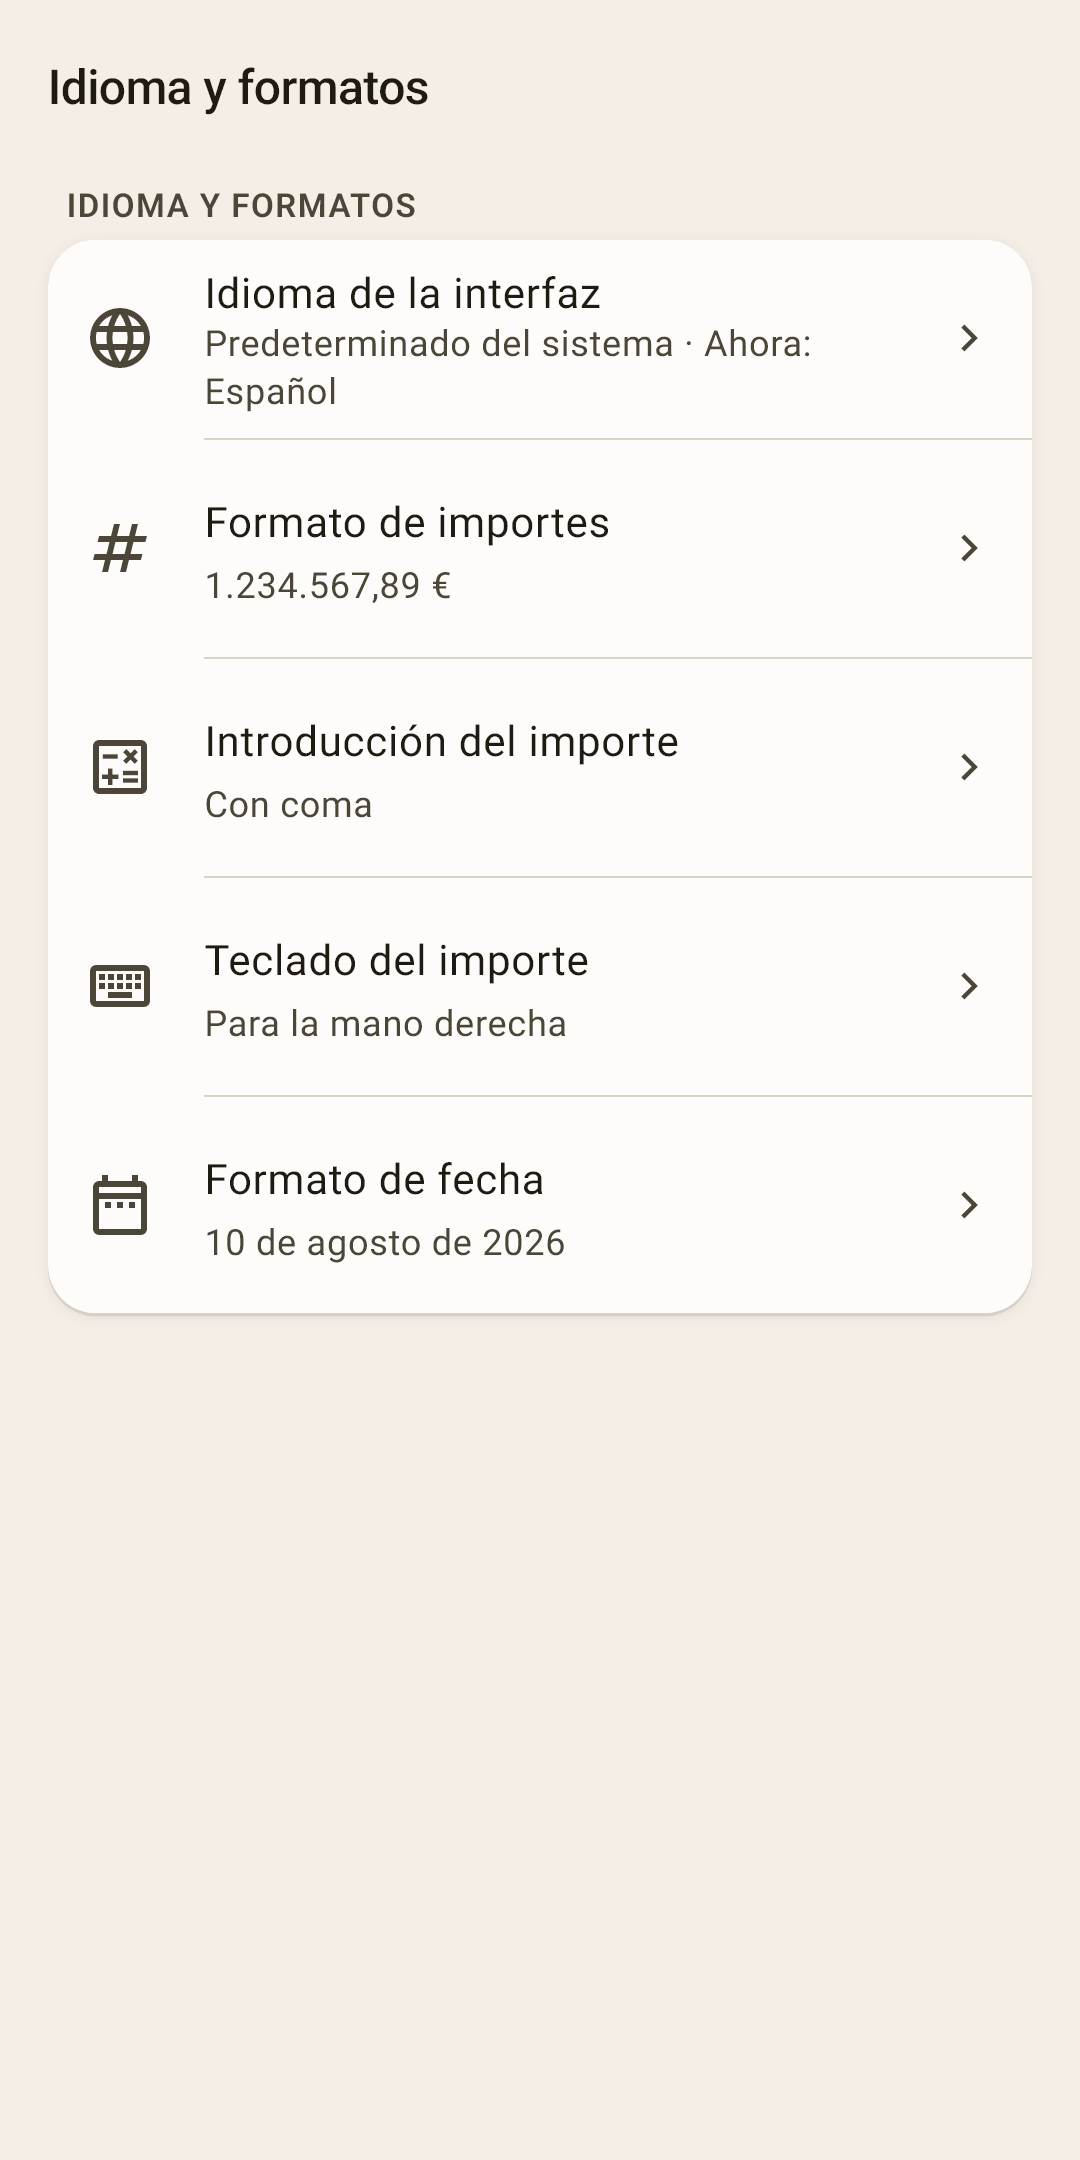 Idioma y formatos
IDIOMA Y FORMATOS
Idioma de la interfaz
Predeterminado del sistema · Ahora:
Español
Formato de importes
1.234.567,89 €
Introducción del importe
Con coma
Teclado del importe
Para la mano derecha
Formato de fecha
10 de agosto de 2026